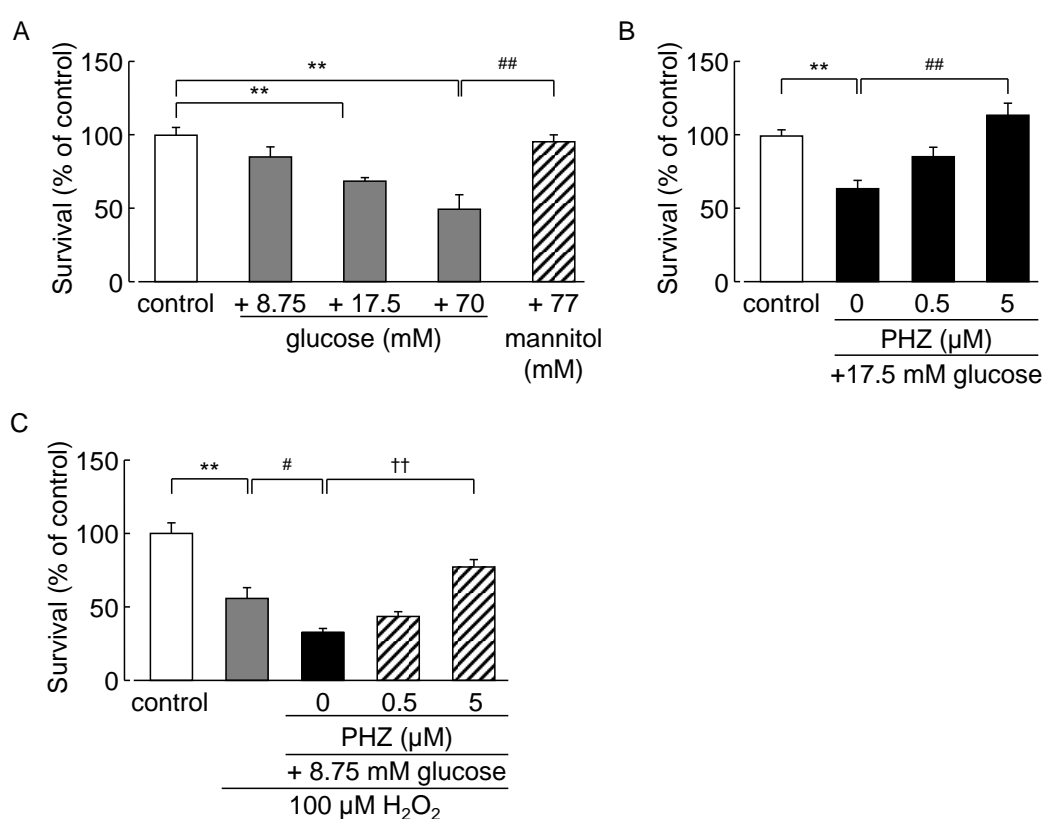 A
Survival (% of control)
150
100
50
0
** ##
**
control + 8.75 + 17.5 + 70 + 77
glucose (mM) mannitol
(mM)
B
Survival (% of control)
150
100
50
0
** ##
control 0 0.5 5
PHZ (µM)
+17.5 mM glucose
C
Survival (% of control)
150
100
50
0
** # ††
control 0 0.5 5
PHZ (µM)
+ 8.75 mM glucose
100 µM H₂O₂